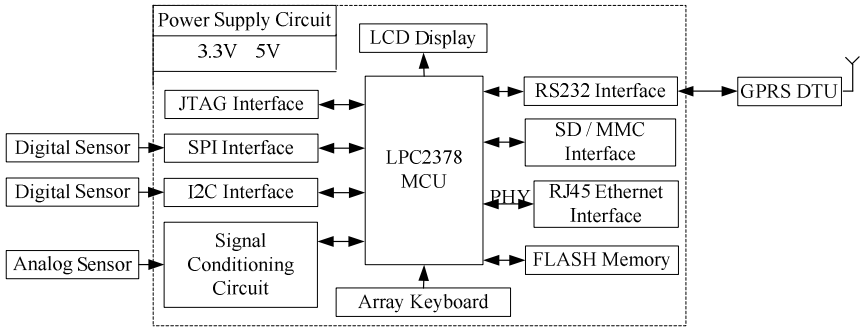 Power Supply Circuit
3.3V 5V
LCD Display
JTAG Interface
RS232 Interface
GPRS DTU
Digital Sensor
SPI Interface
LPC2378
MCU
SD / MMC
Interface
Digital Sensor
I2C Interface
PHY
RJ45 Ethernet
Interface
Analog Sensor
Signal
Conditioning
Circuit
FLASH Memory
Array Keyboard